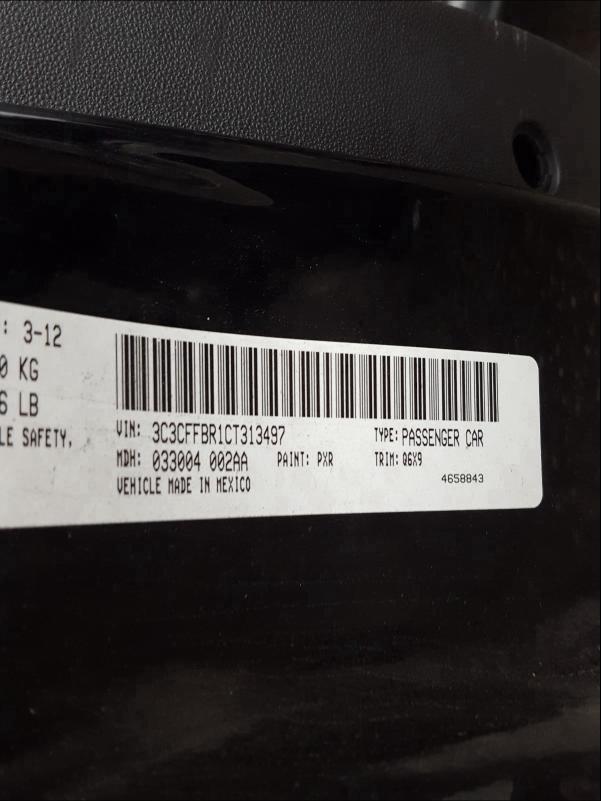 : 3-12
0 KG
6 LB
LE SAFETY,
VIN: 3C3CFFBR1CT313497 TYPE: PASSENGER CAR
MDH: 033004 002AA PAINT: PXR TRIM: Q6X9
VEHICLE MADE IN MEXICO 4658843